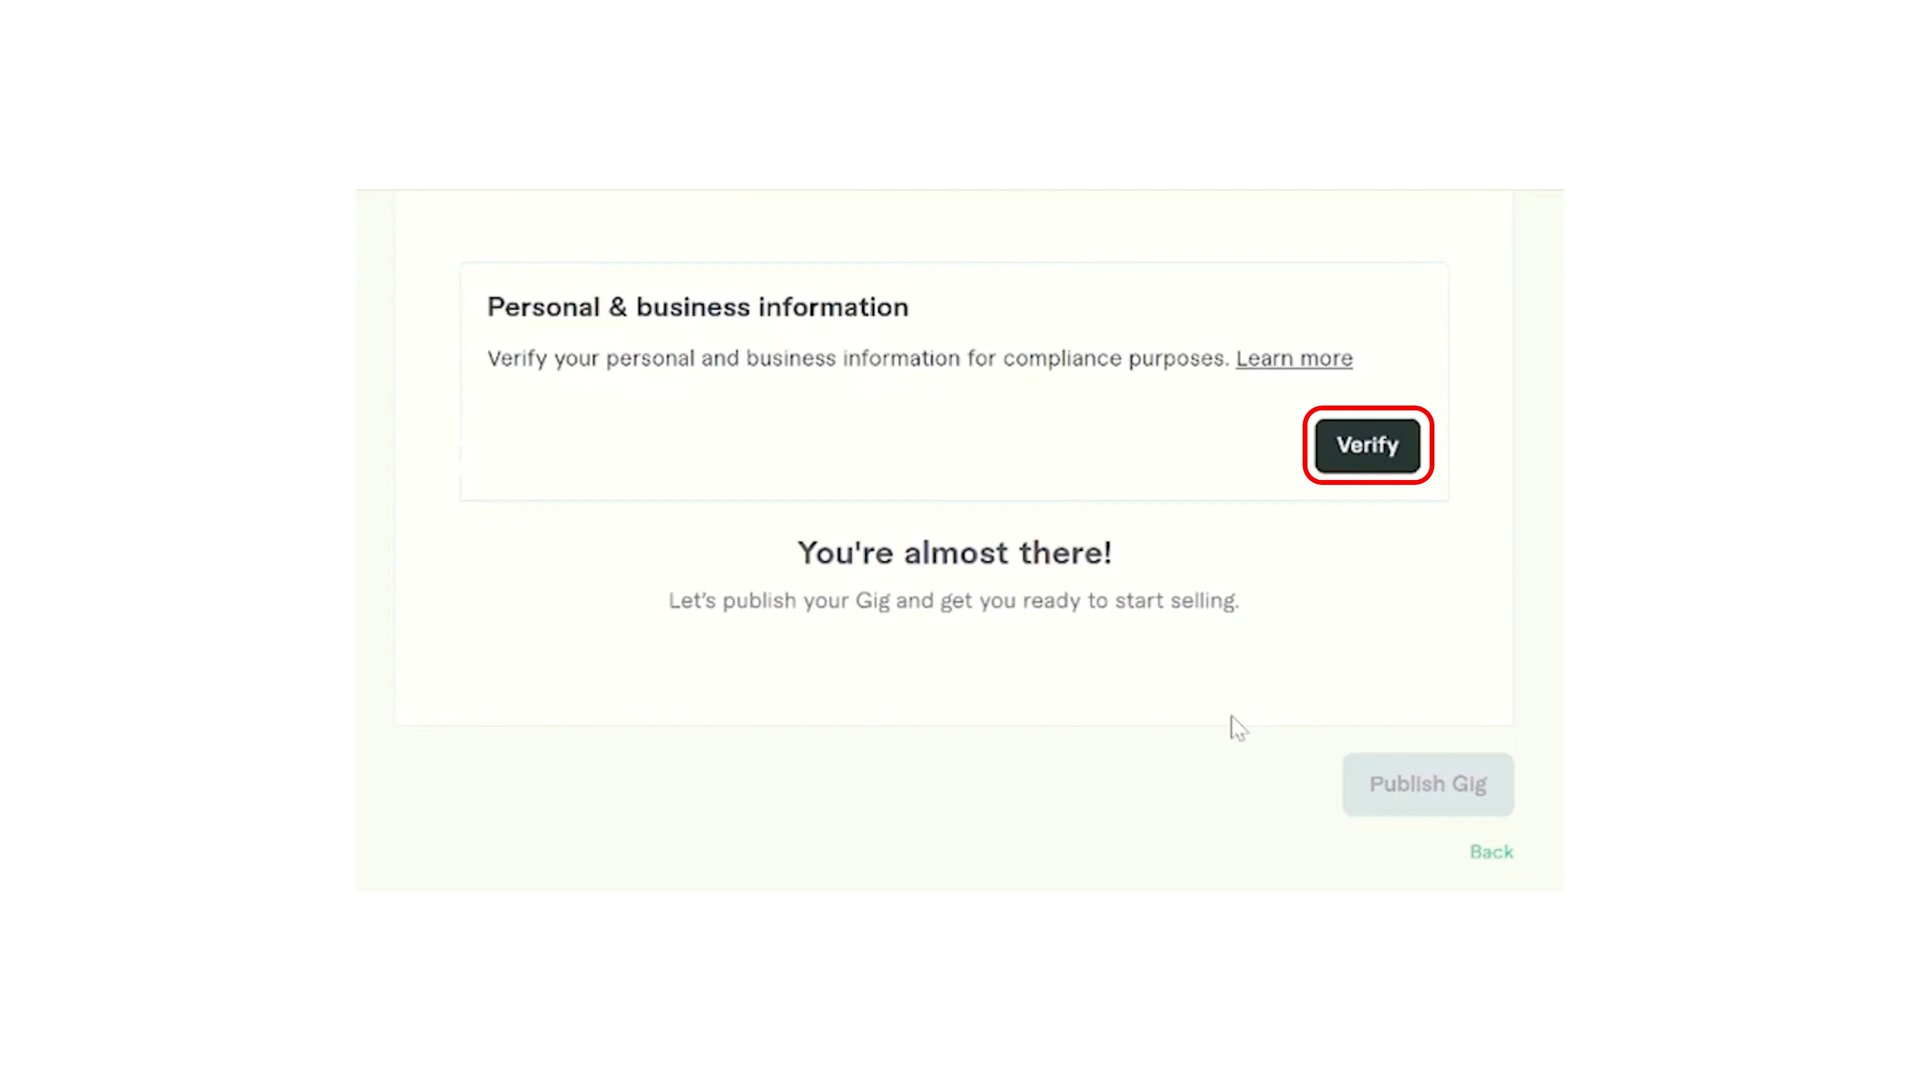 Personal & business information
Verify your personal and business information for compliance purposes. Learn more
Verify
You're almost there!
Let's publish your Gig and get you ready to start selling.
Publish Gig
Back